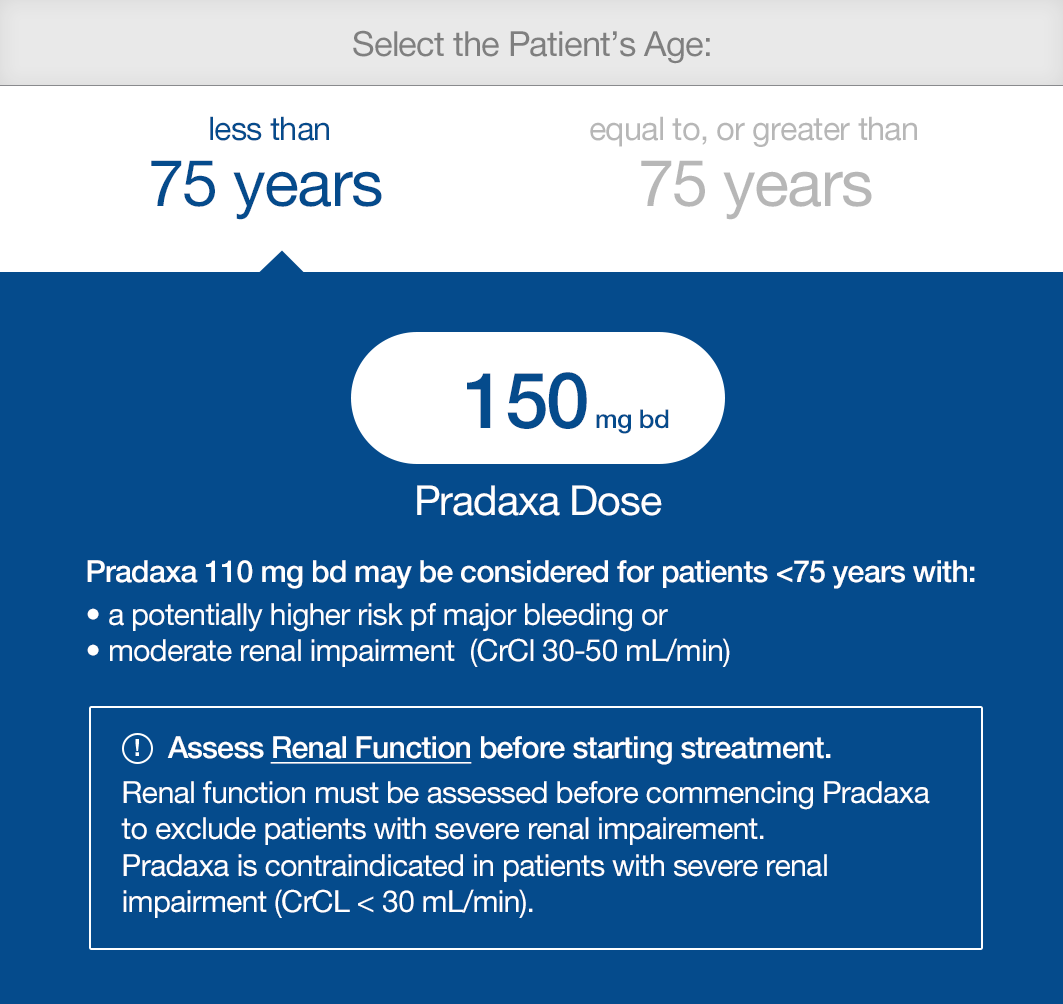 Select the Patient’s Age:
less than
75 years
equal to, or greater than
75 years
150 mg bd
Pradaxa Dose
Pradaxa 110 mg bd may be considered for patients <75 years with:
• a potentially higher risk pf major bleeding or
• moderate renal impairment (CrCl 30-50 mL/min)
! Assess Renal Function before starting streatment.
Renal function must be assessed before commencing Pradaxa
to exclude patients with severe renal impairement.
Pradaxa is contraindicated in patients with severe renal
impairment (CrCL < 30 mL/min).